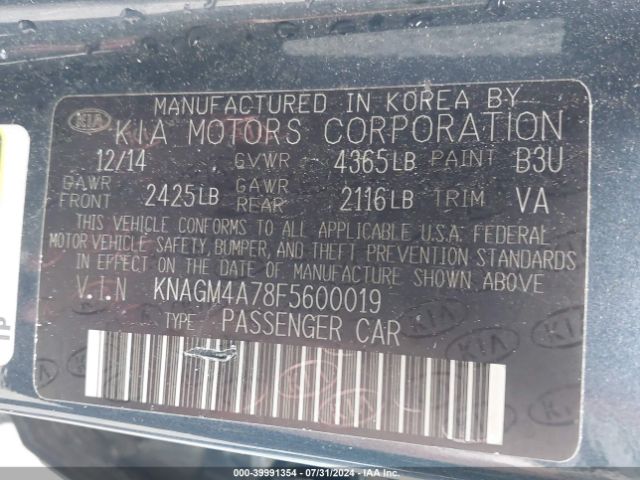 MANUFACTURED IN KOREA BY
KIA KIA MOTORS CORPORATION
12/14 GVWR 4365LB PAINT B3U
GAWR FRONT 2425LB GAWR REAR 2116LB TRIM VA
THIS VEHICLE CONFORMS TO ALL APPLICABLE U.S.A. FEDERAL
MOTOR VEHICLE SAFETY, BUMPER, AND THEFT PREVENTION STANDARDS
IN EFFECT ON THE DATE OF MANUFACTURE SHOWN ABOVE
V.I.N KNAGM4A78F5600019
TYPE: PASSENGER CAR
000-39991354 - 07/31/2024 - IAA Inc.